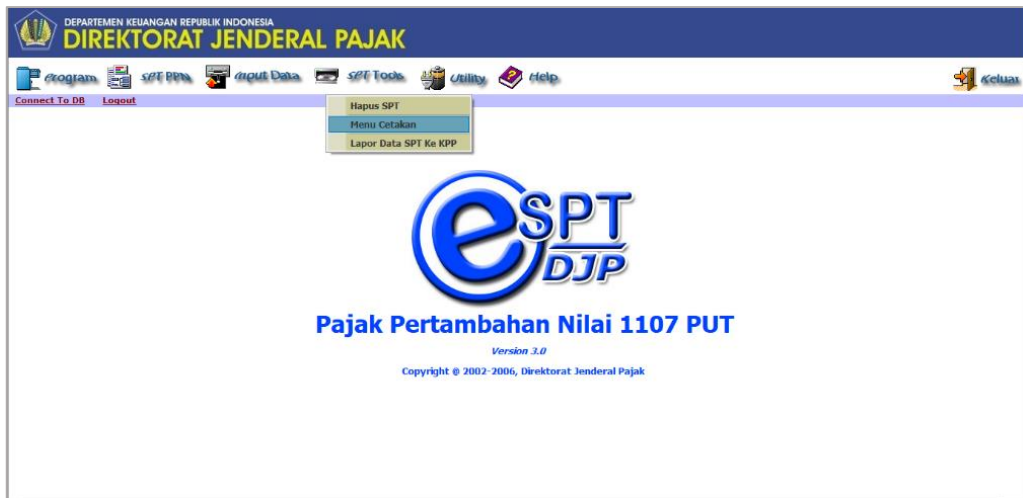 DEPARTEMEN KEUANGAN REPUBLIK INDONESIA
DIREKTORAT JENDERAL PAJAK
Program SPT PPN Input Data SPT Tools Utility Help Keluar
Connect To DB Logout
Hapus SPT
Menu Cetakan
Lapor Data SPT Ke KPP
eSPT
DJP
Pajak Pertambahan Nilai 1107 PUT
Version 3.0
Copyright © 2002-2006, Direktorat Jenderal Pajak